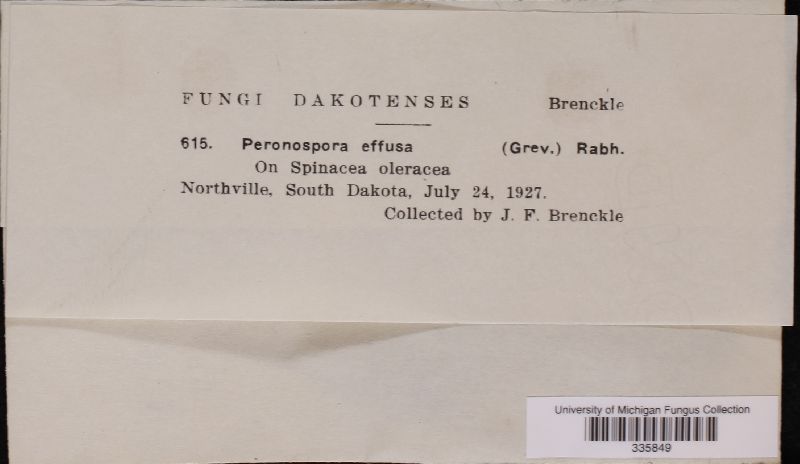 FUNGI DAKOTENSES Brenckle
615. Peronospora effusa (Grev.) Rabh.
On Spinacea oleracea
Northville, South Dakota, July 24, 1927.
Collected by J. F. Brenckle
University of Michigan Fungus Collection
335849